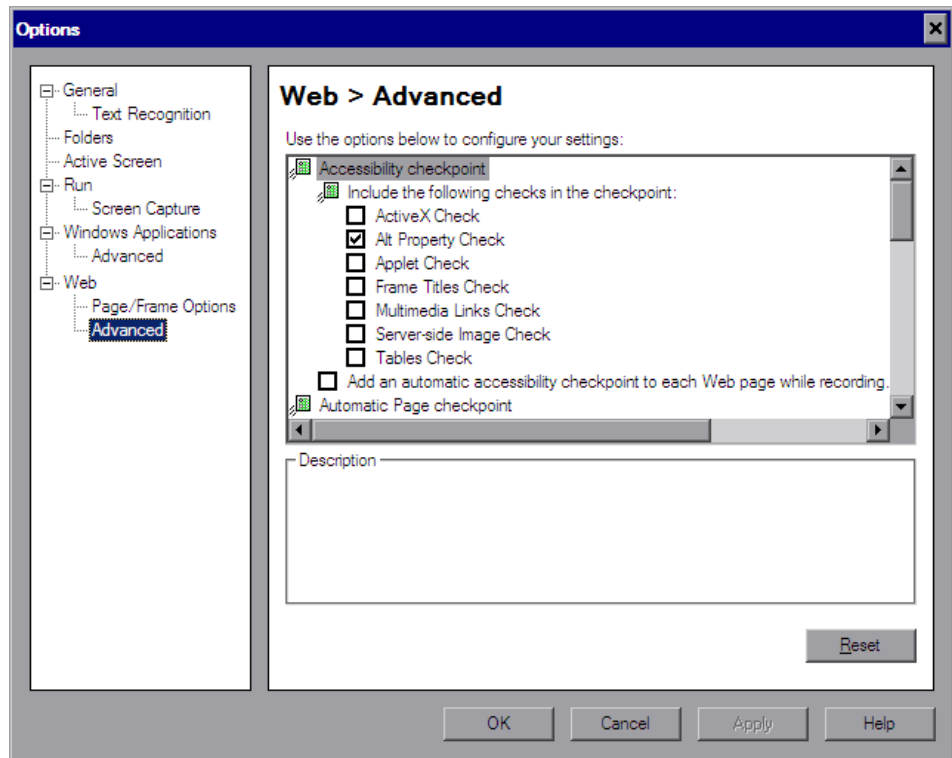 Options
General
Text Recognition
Folders
Active Screen
Run
Screen Capture
Windows Applications
Advanced
Web
Page/Frame Options
Advanced
Web > Advanced
Use the options below to configure your settings:
Accessibility checkpoint
Include the following checks in the checkpoint:
ActiveX Check
Alt Property Check
Applet Check
Frame Titles Check
Multimedia Links Check
Server-side Image Check
Tables Check
Add an automatic accessibility checkpoint to each Web page while recording.
Automatic Page checkpoint
Description
Reset
OK Cancel Apply Help